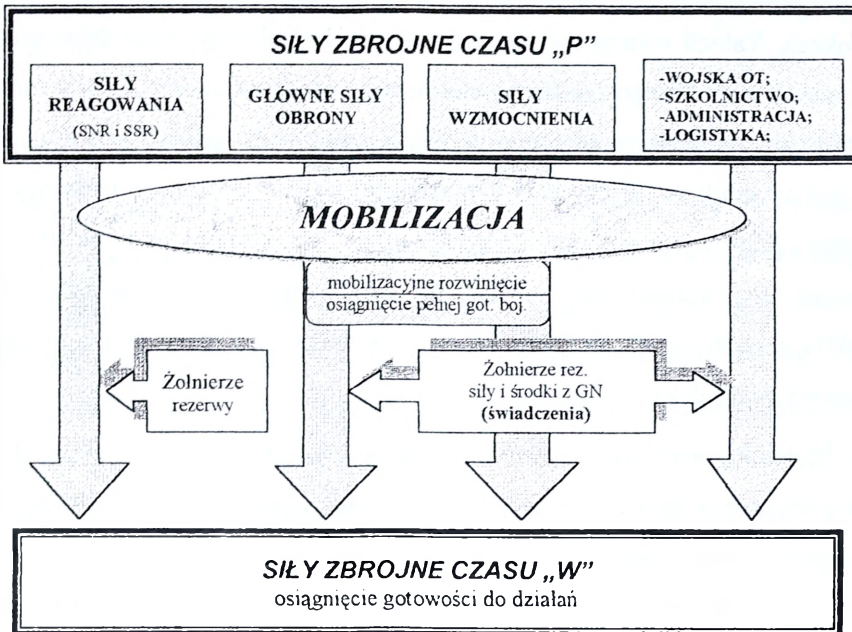 SIŁY ZBROJNE CZASU „P”
SIŁY
REAGOWANIA
(SNR i SSR)
GŁÓWNE SIŁY
OBRONY
SIŁY
WZMOCNIENIA
-WOJSKA OT;
-SZKOLNICTWO;
-ADMINISTRACJA;
-LOGISTYKA;
MOBILIZACJA
mobilizacyjne rozwinięcie
osiągnięcie pełnej got. boj.
Żołnierze
rezerwy
Żołnierze rez.
siły i środki z GN
(świadczenia)
SIŁY ZBROJNE CZASU „W”
osiągnięcie gotowości do działań